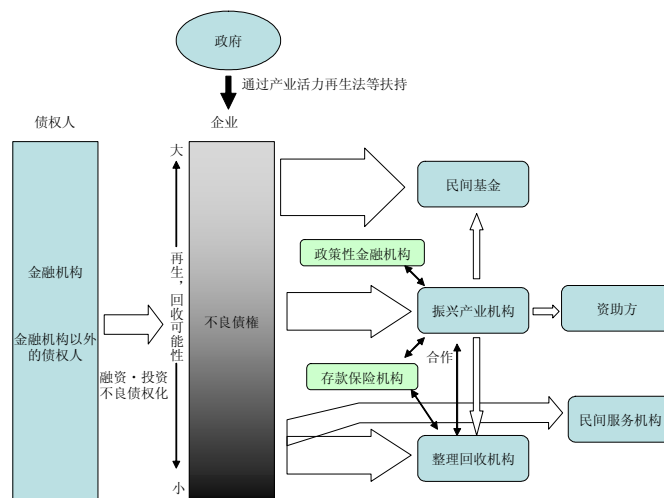 政府
通过产业活力再生法等扶持
债权人
企业
大
民间基金
政策性金融机构
金融机构
再生，回收可能性
不良债権
振兴产业机构
资助方
金融机构以外
的债权人
合作
融资・投资
不良债权化
存款保险机构
民间服务机构
整理回收机构
小